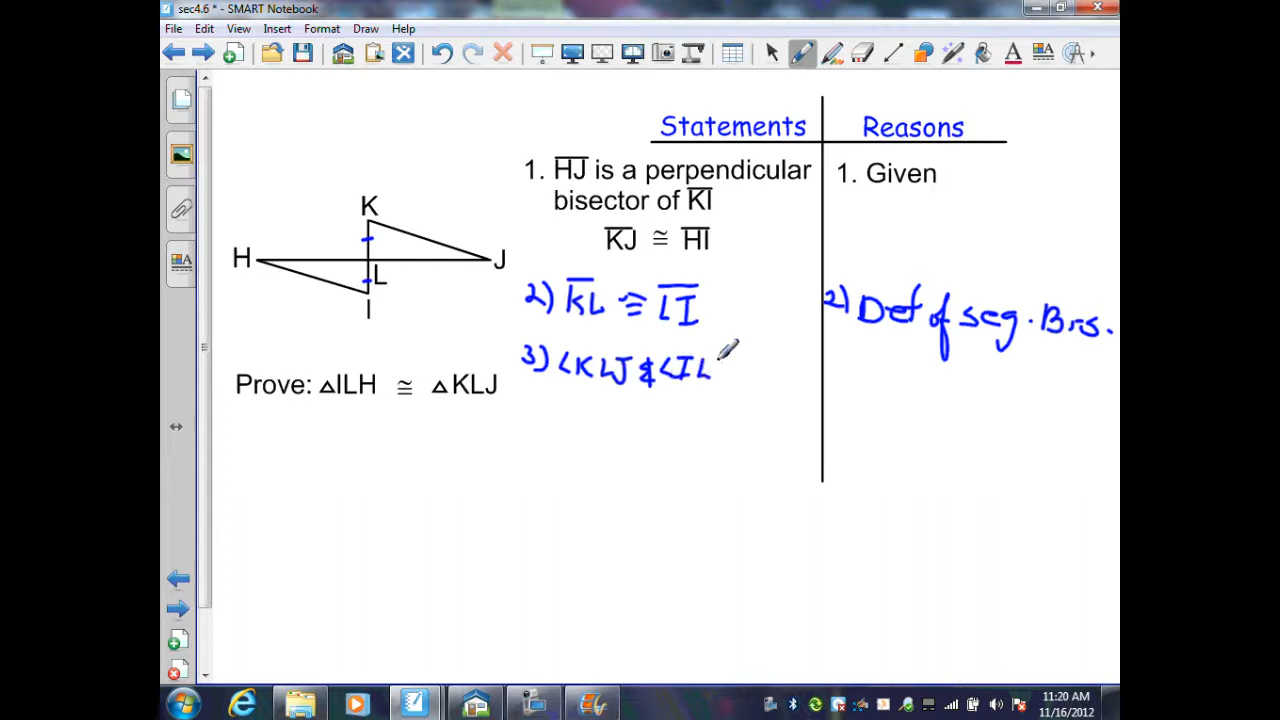 sec4.6 * - SMART Notebook
File Edit View Insert Format Draw Help
Statements Reasons
1. HJ is a perpendicular 1. Given
bisector of KI
KJ ≅ HI
K
H J
L
I
2) KL ≅ LI 2) Def of seg. Bis.
3) ∠KLJ & ∠IL
Prove: △ILH ≅ △KLJ
11:20 AM
11/16/2012